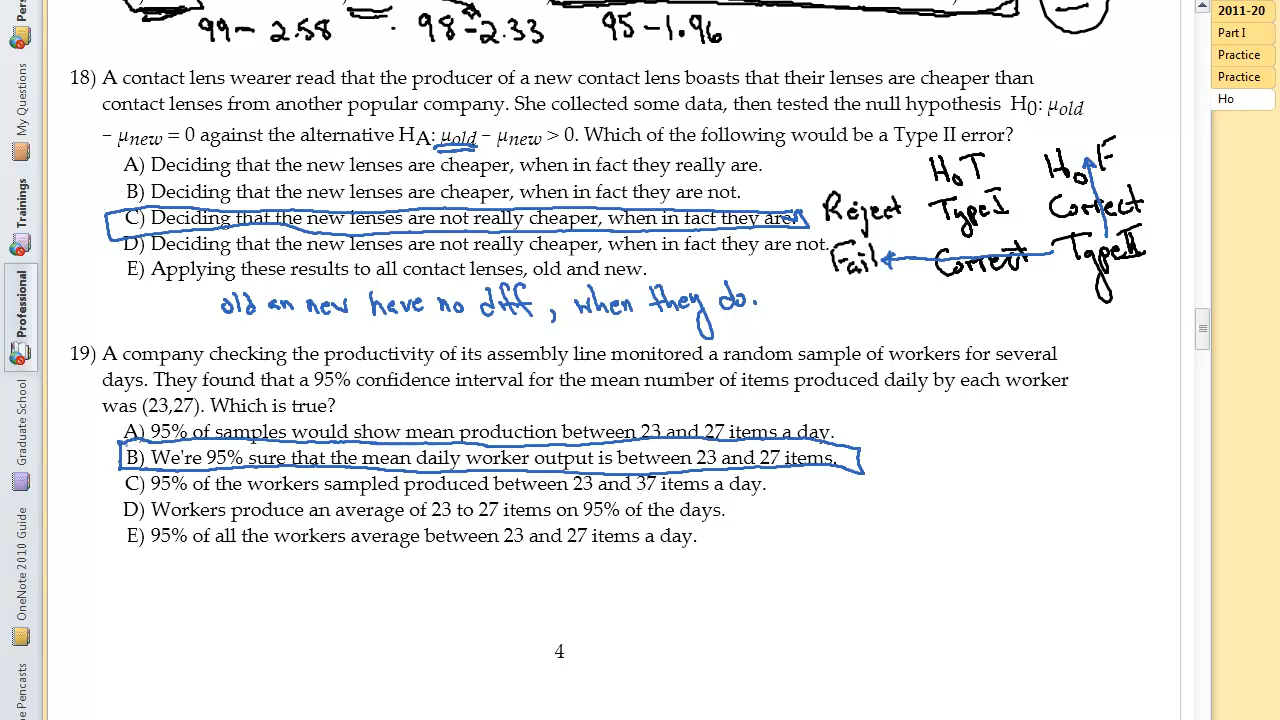 99 - 2.58 98 - 2.33 95 - 1.96
18) A contact lens wearer read that the producer of a new contact lens boasts that their lenses are cheaper than
contact lenses from another popular company. She collected some data, then tested the null hypothesis H0: μold
− μnew = 0 against the alternative HA: μold − μnew > 0. Which of the following would be a Type II error?
A) Deciding that the new lenses are cheaper, when in fact they really are.
B) Deciding that the new lenses are cheaper, when in fact they are not.
C) Deciding that the new lenses are not really cheaper, when in fact they are.
D) Deciding that the new lenses are not really cheaper, when in fact they are not.
E) Applying these results to all contact lenses, old and new.
H0T H0F
Reject Type I Correct
Fail Correct Type II
old an new have no diff, when they do.
19) A company checking the productivity of its assembly line monitored a random sample of workers for several
days. They found that a 95% confidence interval for the mean number of items produced daily by each worker
was (23,27). Which is true?
A) 95% of samples would show mean production between 23 and 27 items a day.
B) We're 95% sure that the mean daily worker output is between 23 and 27 items.
C) 95% of the workers sampled produced between 23 and 37 items a day.
D) Workers produce an average of 23 to 27 items on 95% of the days.
E) 95% of all the workers average between 23 and 27 items a day.
4
2011-20
Part I
Practice
Practice
Ho
Pers
My Questions
Trainings
Professional
Graduate School
OneNote 2010 Guide
Pencasts